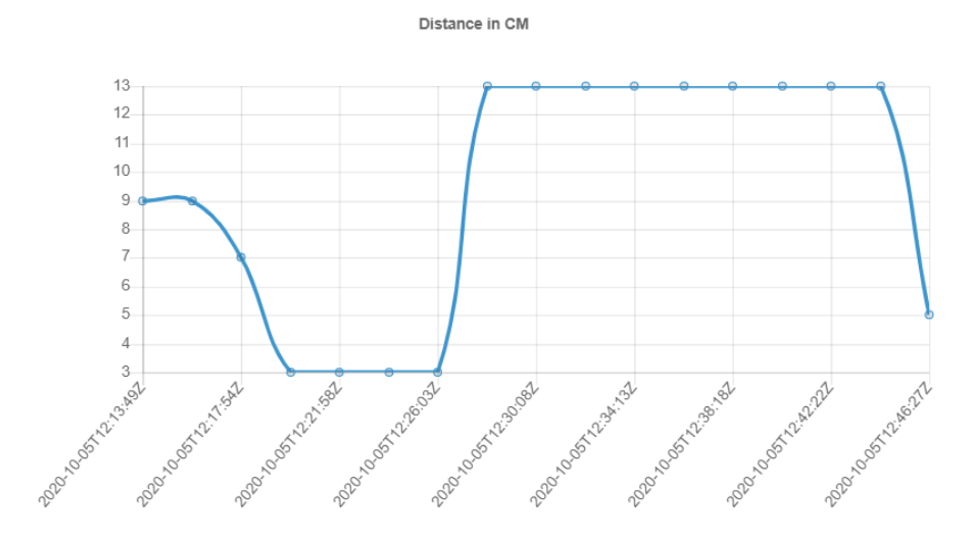 Distance in CM
13
12
11
10
9
8
7
6
5
4
3
2020-10-05T12:13:49Z
2020-10-05T12:17:54Z
2020-10-05T12:21:58Z
2020-10-05T12:26:03Z
2020-10-05T12:30:08Z
2020-10-05T12:34:13Z
2020-10-05T12:38:18Z
2020-10-05T12:42:22Z
2020-10-05T12:46:27Z